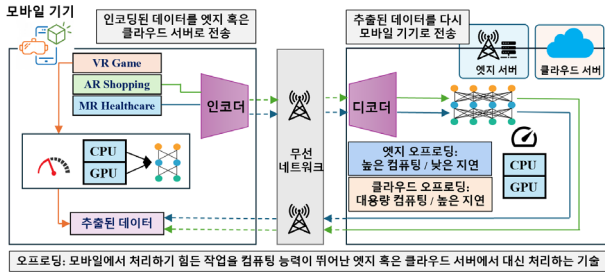 모바일 기기
인코딩된 데이터를 엣지 혹은
클라우드 서버로 전송
추출된 데이터를 다시
모바일 기기로 전송
엣지 서버
클라우드 서버
VR Game
AR Shopping
MR Healthcare
인코더
무선
네트워크
디코더
CPU
GPU
엣지 오프로딩:
높은 컴퓨팅 / 낮은 지연
클라우드 오프로딩:
대용량 컴퓨팅 / 높은 지연
CPU
GPU
추출된 데이터
오프로딩: 모바일에서 처리하기 힘든 작업을 컴퓨팅 능력이 뛰어난 엣지 혹은 클라우드 서버에서 대신 처리하는 기술